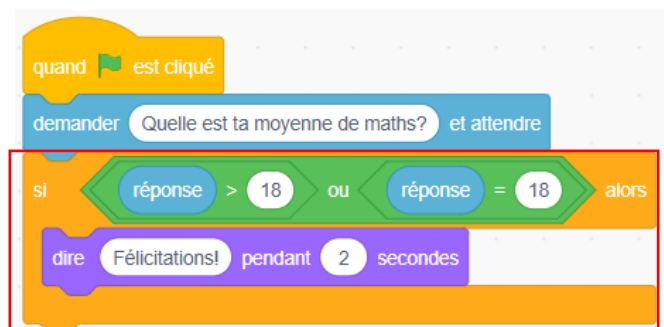 quand est cliqué
demander Quelle est ta moyenne de maths? et attendre
si réponse > 18 ou réponse = 18 alors
dire Félicitations! pendant 2 secondes